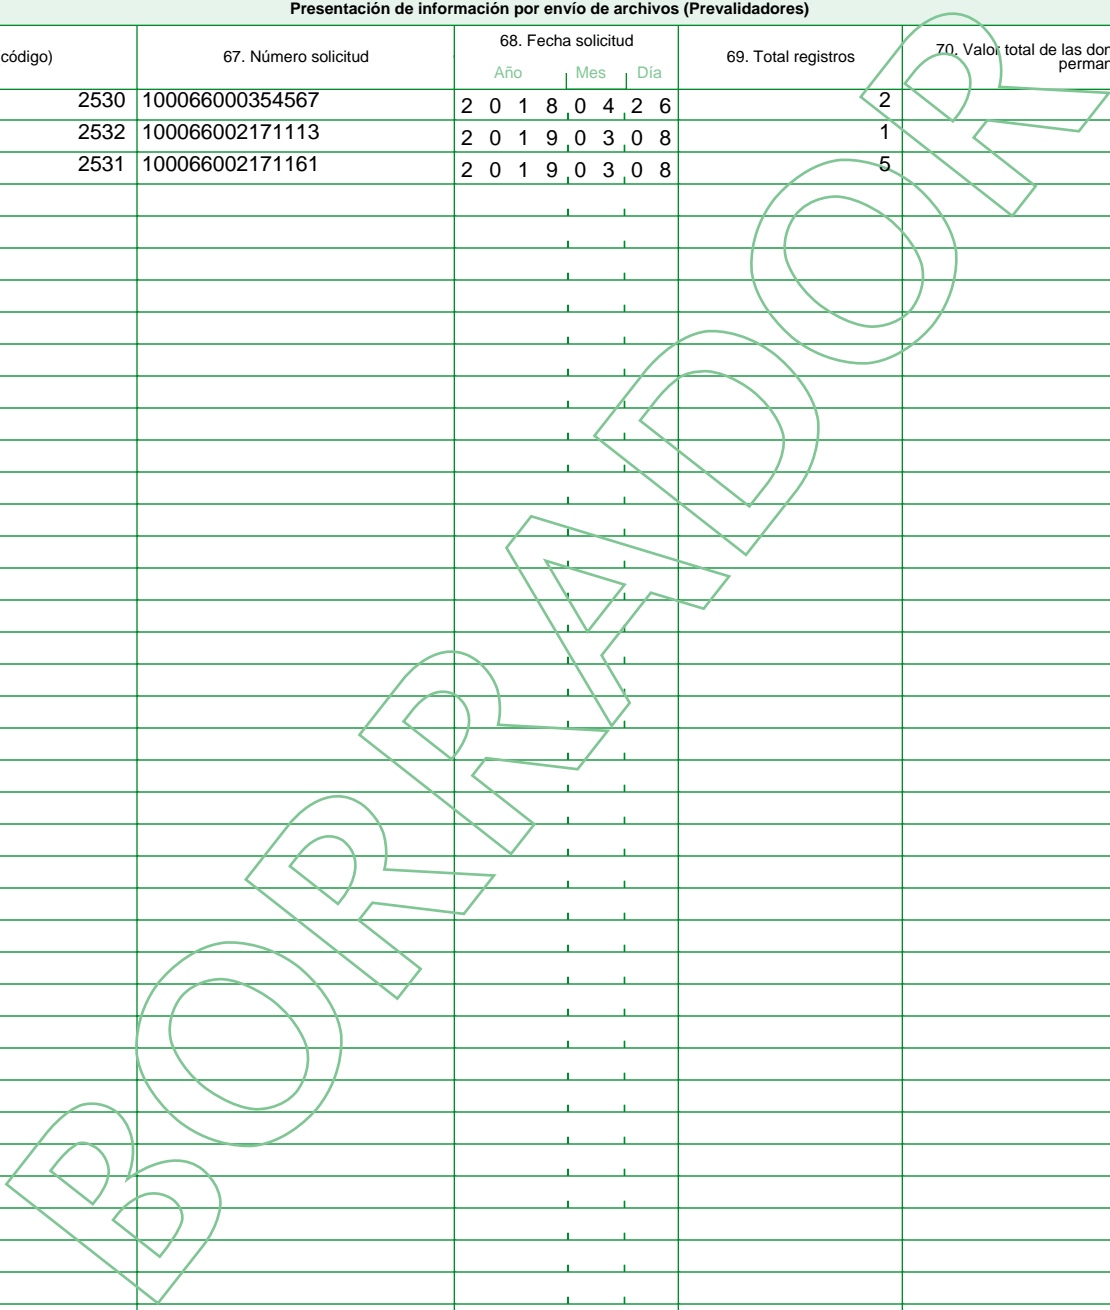 Presentación de información por envío de archivos (Prevalidadores)
código) 67. Número solicitud 68. Fecha solicitud 69. Total registros 70. Valor total de las don
perman
Año Mes Día
2530 100066000354567 2 0 1 8 0 4 2 6 2
2532 100066002171113 2 0 1 9 0 3 0 8 1
2531 100066002171161 2 0 1 9 0 3 0 8 5
BORRADOR